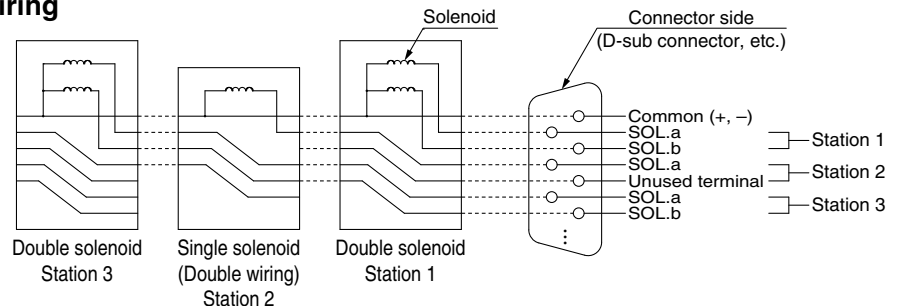 Solenoid
Connector side
(D-sub connector, etc.)
Common (+, –)
SOL.a
SOL.b
Station 1
SOL.a
Unused terminal
Station 2
SOL.a
SOL.b
Station 3
Double solenoid
Station 3
Single solenoid
(Double wiring)
Station 2
Double solenoid
Station 1